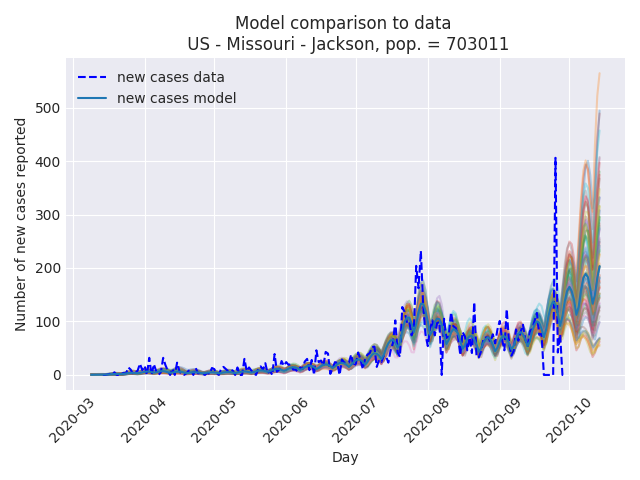 Model comparison to data
US - Missouri - Jackson, pop. = 703011
new cases data
new cases model
Number of new cases reported
500
400
300
200
100
0
2020-03
2020-04
2020-05
2020-06
2020-07
2020-08
2020-09
2020-10
Day